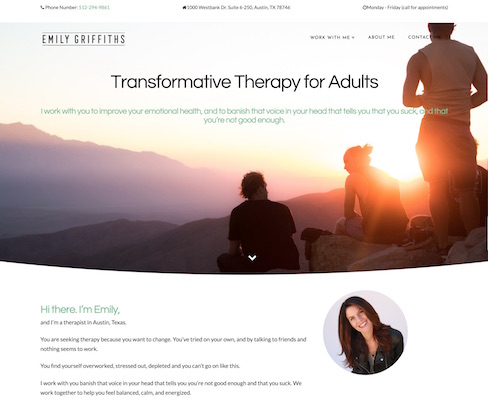 Phone Number: 512-294-9861 1000 Westbank Dr. Suite 6-250, Austin, TX 78746 Monday - Friday (call for appointments)
EMILY GRIFFITHS WORK WITH ME ABOUT ME CONTACT ME
Transformative Therapy for Adults
I work with you to improve your emotional health, and to banish that voice in your head that tells you that you suck, and that
you're not good enough.
Hi there. I'm Emily,
and I'm a therapist in Austin, Texas.
You are seeking therapy because you want to change. You've tried on your own, and by talking to friends and
nothing seems to work.
You find yourself overworked, stressed out, depleted and you can't go on like this.
I work with you banish that voice in your head that tells you you're not good enough and that you suck. We
work together to help you feel balanced, calm, and energized.